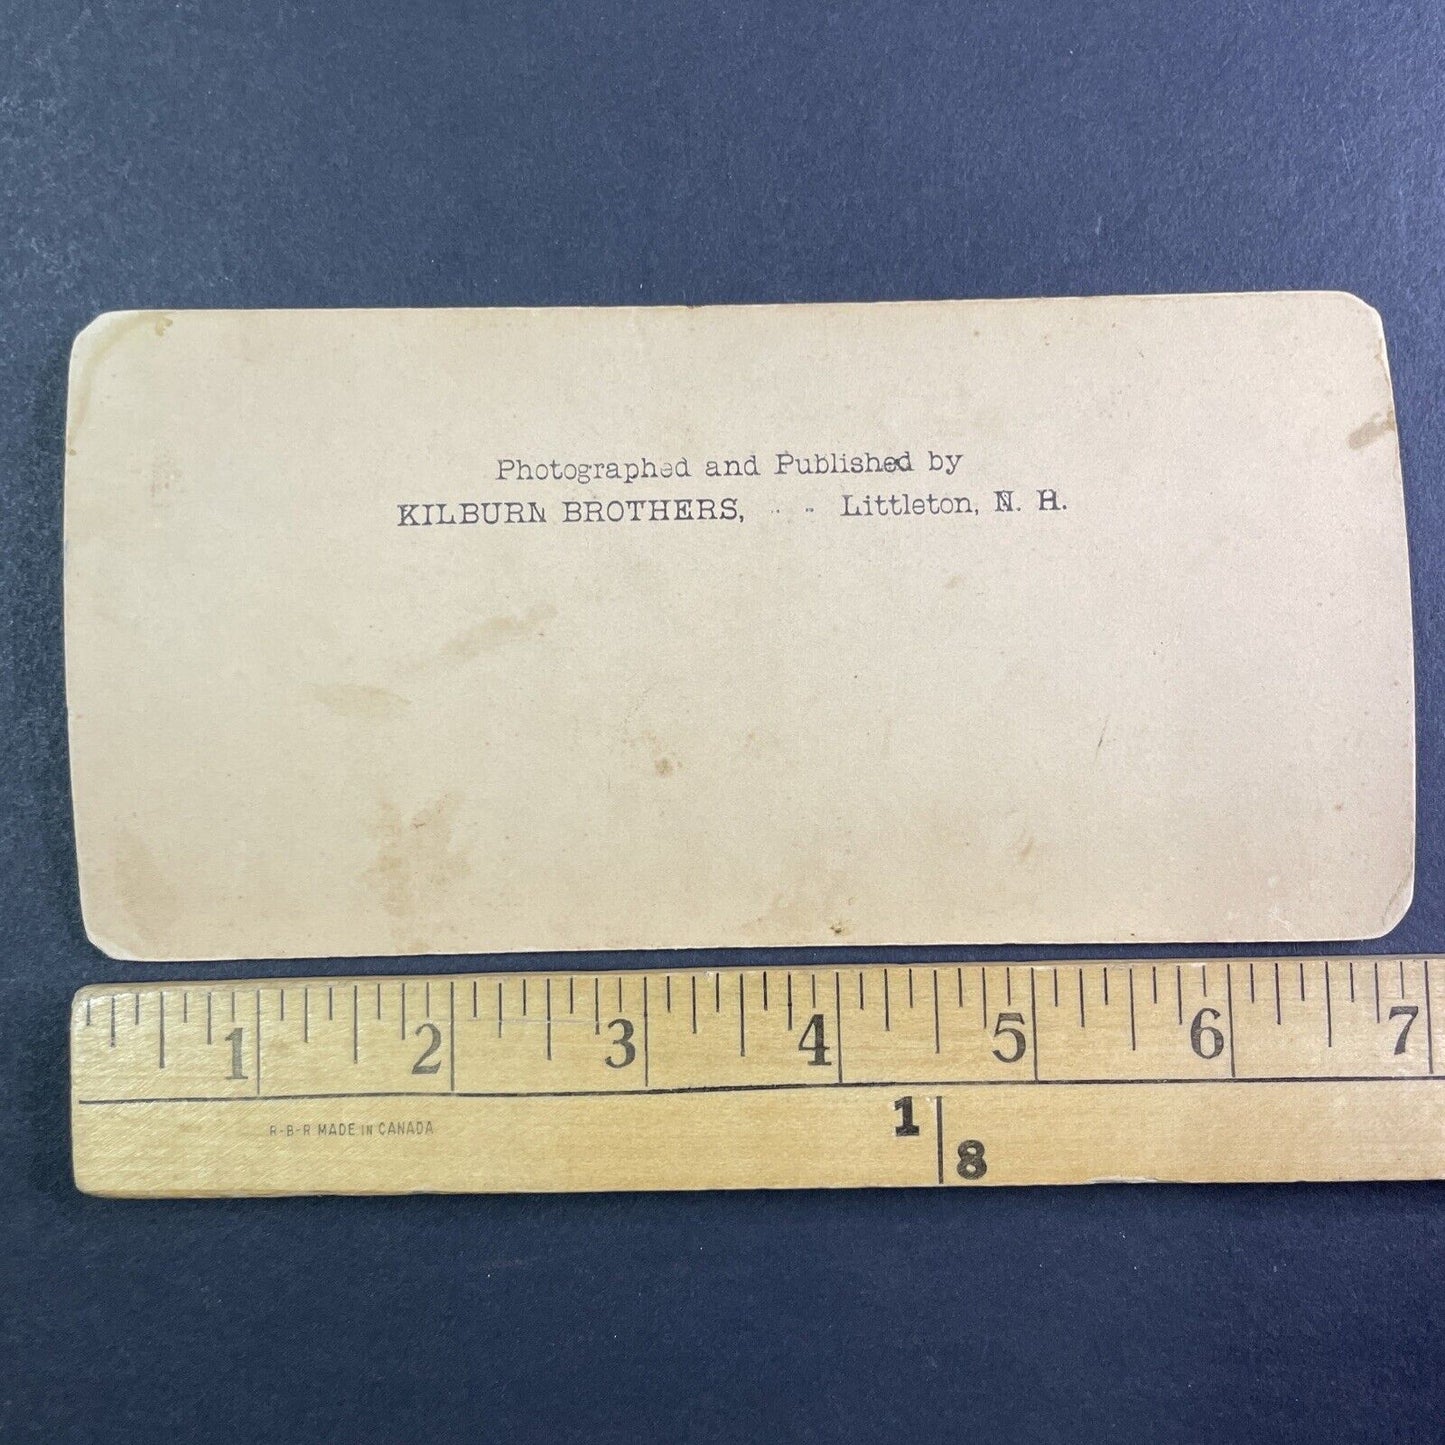 Photographed and Published by
KILBURN BROTHERS, - - Littleton, N. H.
1 2 3 4 5 6 7
R-B-R MADE IN CANADA
1
8